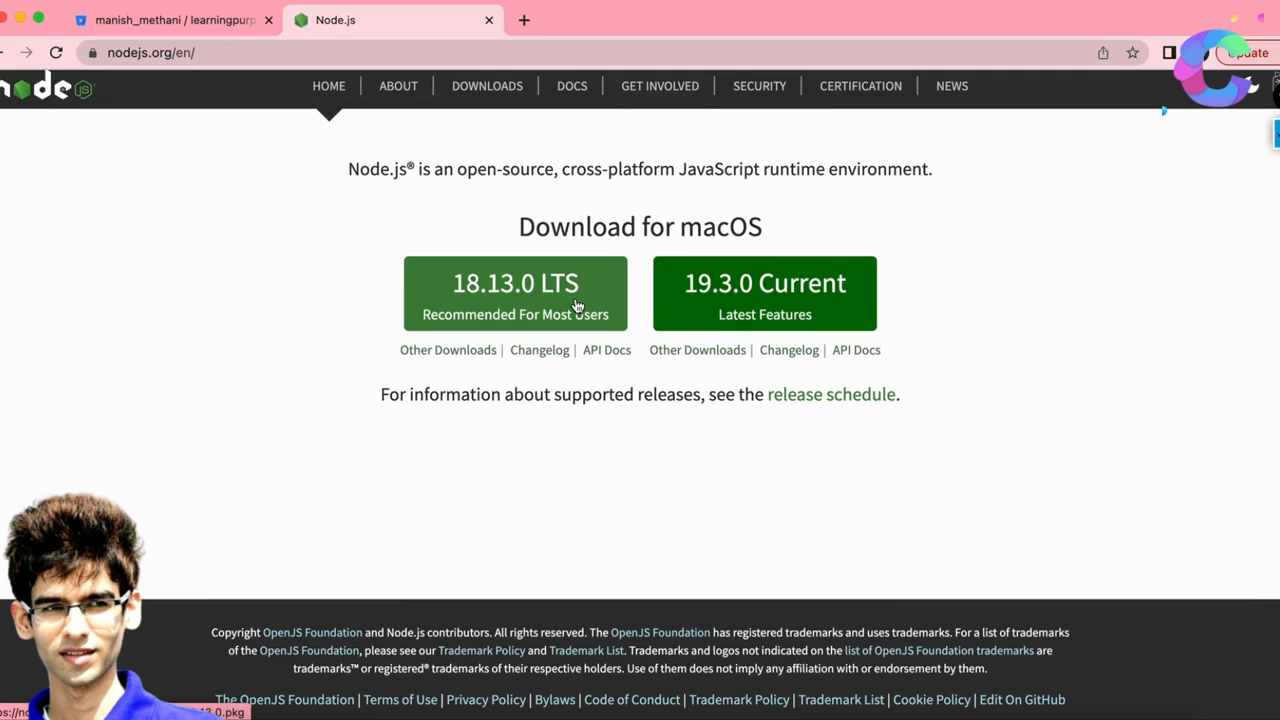 manish_methani / learningpurp
Node.js
nodejs.org/en/
Update
node JS
HOME | ABOUT | DOWNLOADS | DOCS | GET INVOLVED | SECURITY | CERTIFICATION | NEWS
Node.js® is an open-source, cross-platform JavaScript runtime environment.
Download for macOS
18.13.0 LTS
Recommended For Most Users
19.3.0 Current
Latest Features
Other Downloads | Changelog | API Docs
Other Downloads | Changelog | API Docs
For information about supported releases, see the release schedule.
Copyright OpenJS Foundation and Node.js contributors. All rights reserved. The OpenJS Foundation has registered trademarks and uses trademarks. For a list of trademarks
of the OpenJS Foundation, please see our Trademark Policy and Trademark List. Trademarks and logos not indicated on the list of OpenJS Foundation trademarks are
trademarks™ or registered® trademarks of their respective holders. Use of them does not imply any affiliation with or endorsement by them.
The OpenJS Foundation | Terms of Use | Privacy Policy | Bylaws | Code of Conduct | Trademark Policy | Trademark List | Cookie Policy | Edit On GitHub